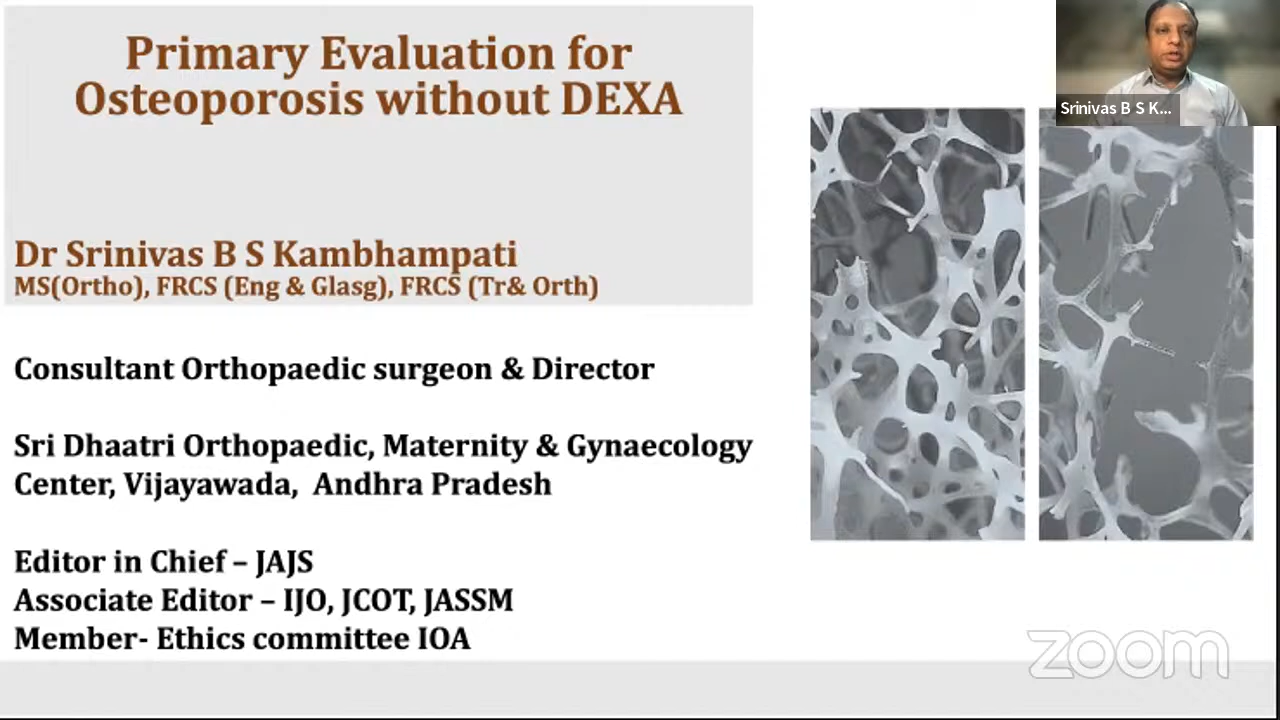 Primary Evaluation for
Osteoporosis without DEXA
Dr Srinivas B S Kambhampati
MS(Ortho), FRCS (Eng & Glasg), FRCS (Tr& Orth)
Consultant Orthopaedic surgeon & Director
Sri Dhaatri Orthopaedic, Maternity & Gynaecology
Center, Vijayawada, Andhra Pradesh
Editor in Chief – JAJS
Associate Editor – IJO, JCOT, JASSM
Member- Ethics committee IOA
Srinivas B S K...
zoom